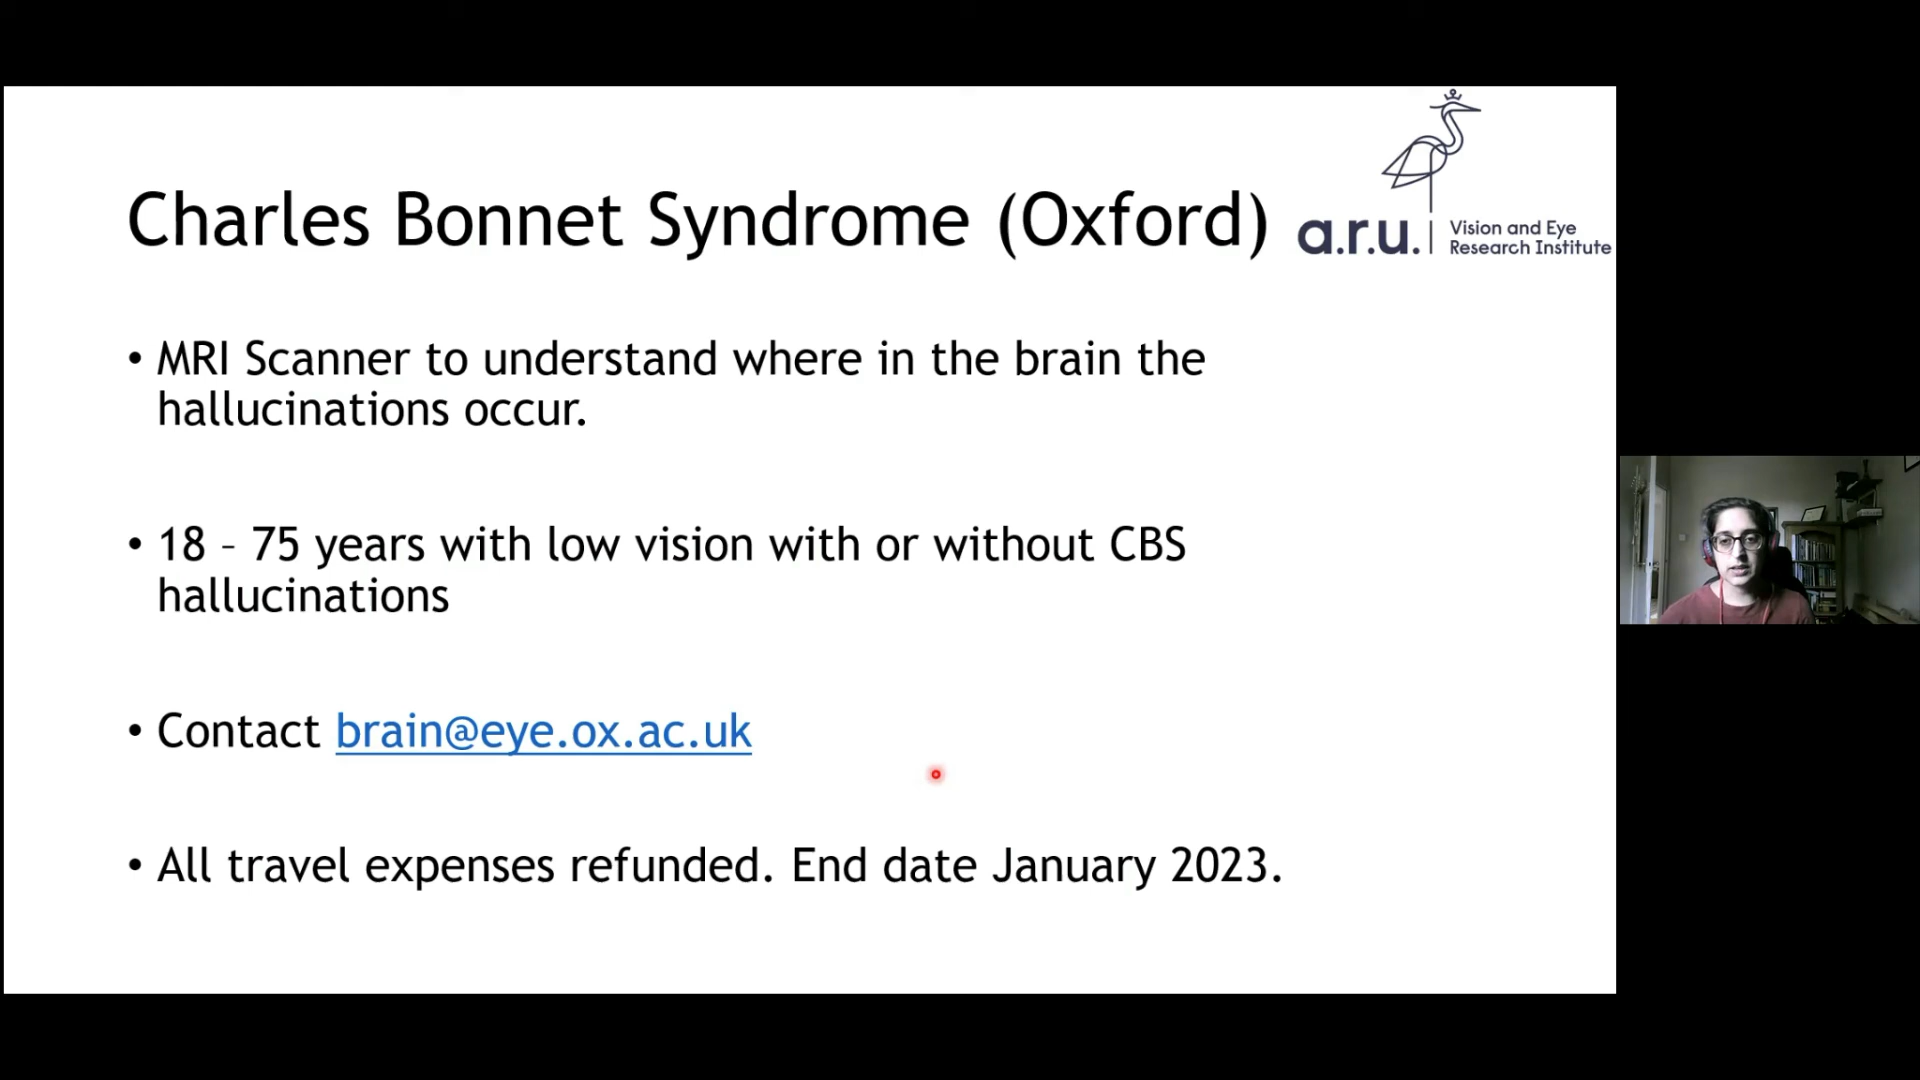 Charles Bonnet Syndrome (Oxford)
a.r.u.
Vision and Eye
Research Institute
• MRI Scanner to understand where in the brain the
hallucinations occur.
• 18 – 75 years with low vision with or without CBS
hallucinations
• Contact brain@eye.ox.ac.uk
• All travel expenses refunded. End date January 2023.